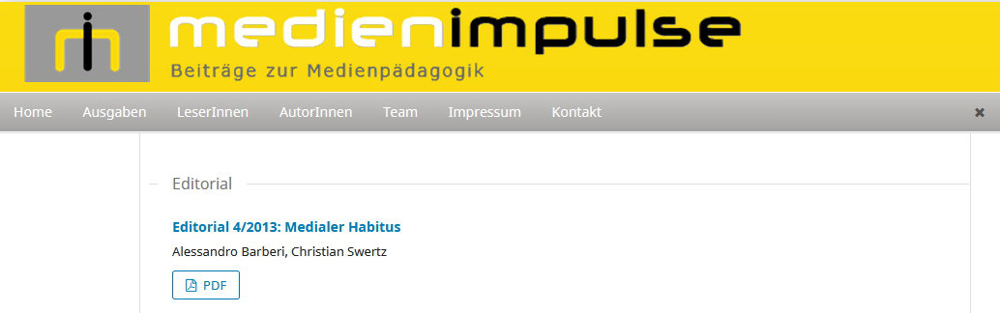 medienimpulse
Beiträge zur Medienpädagogik
Home Ausgaben LeserInnen AutorInnen Team Impressum Kontakt
Editorial
Editorial 4/2013: Medialer Habitus
Alessandro Barberi, Christian Swertz
PDF